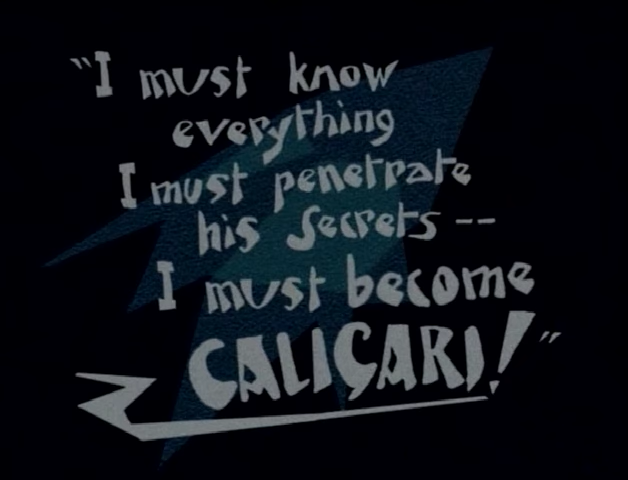 "I must know
everything
I must penetrate
his Secrets --
I must become
CALIGARI!"